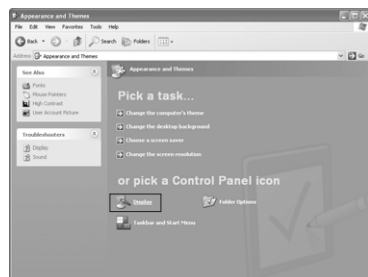 Appearance and Themes
File Edit View Favorites Tools Help
Back Search Folders
Address Appearance and Themes Go
See Also
Fonts
Mouse Pointers
High Contrast
User Account Picture
Troubleshooters
Display
Sound
Appearance and Themes
Pick a task...
Change the computer's theme
Change the desktop background
Choose a screen saver
Change the screen resolution
or pick a Control Panel icon
Display Folder Options
Taskbar and Start Menu